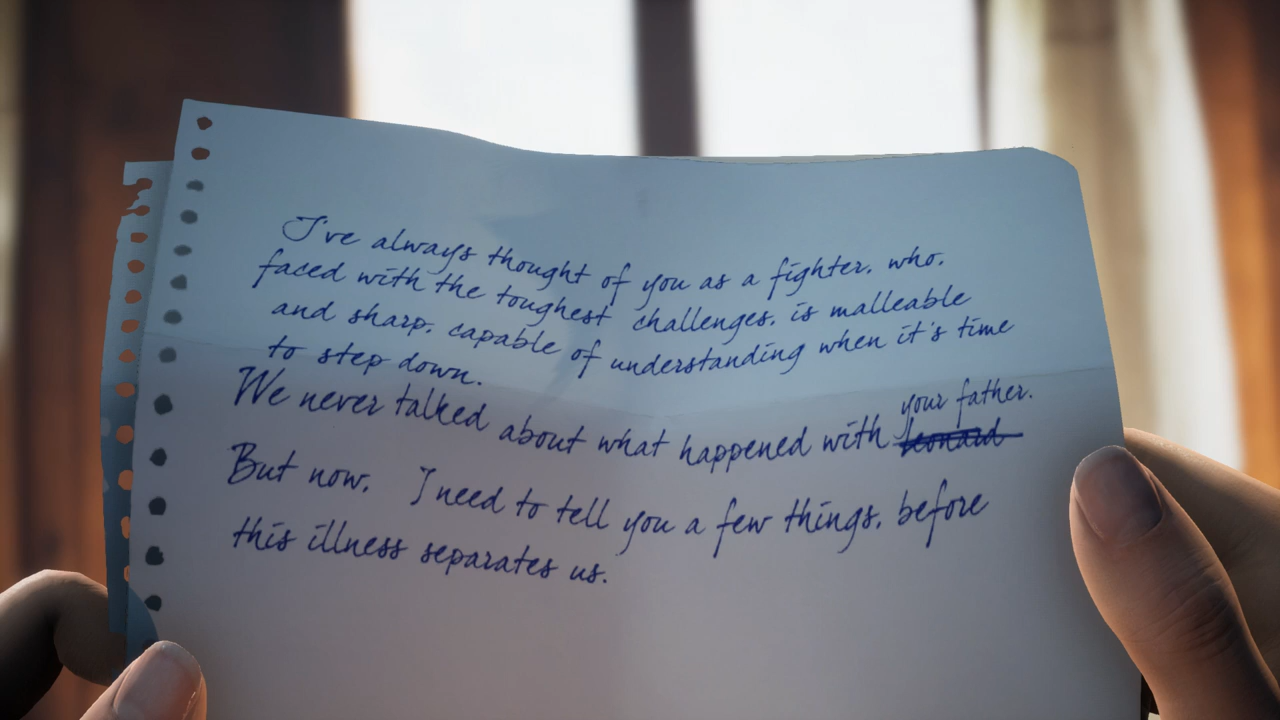 I've always thought of you as a fighter, who,
faced with the toughest challenges, is malleable
and sharp, capable of understanding when it's time
to step down.
We never talked about what happened with your father.
leonard
But now, I need to tell you a few things, before
this illness separates us.